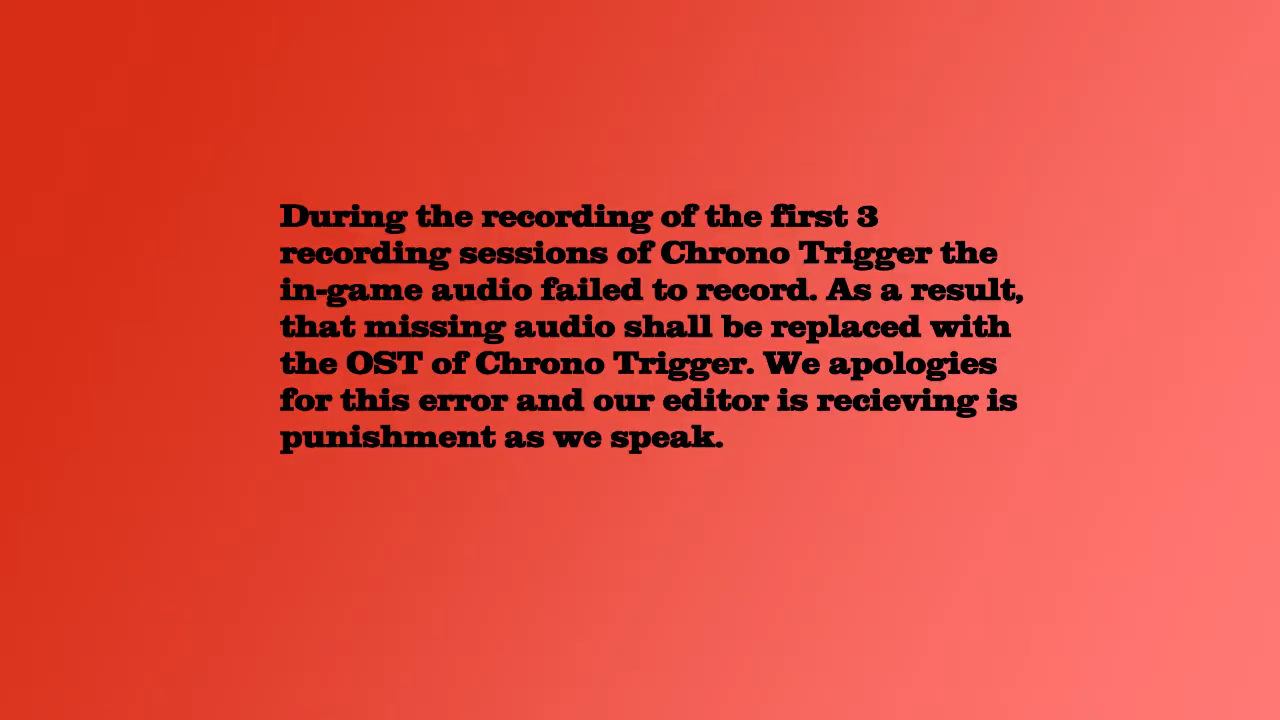 During the recording of the first 3
recording sessions of Chrono Trigger the
in-game audio failed to record. As a result,
that missing audio shall be replaced with
the OST of Chrono Trigger. We apologies
for this error and our editor is recieving is
punishment as we speak.